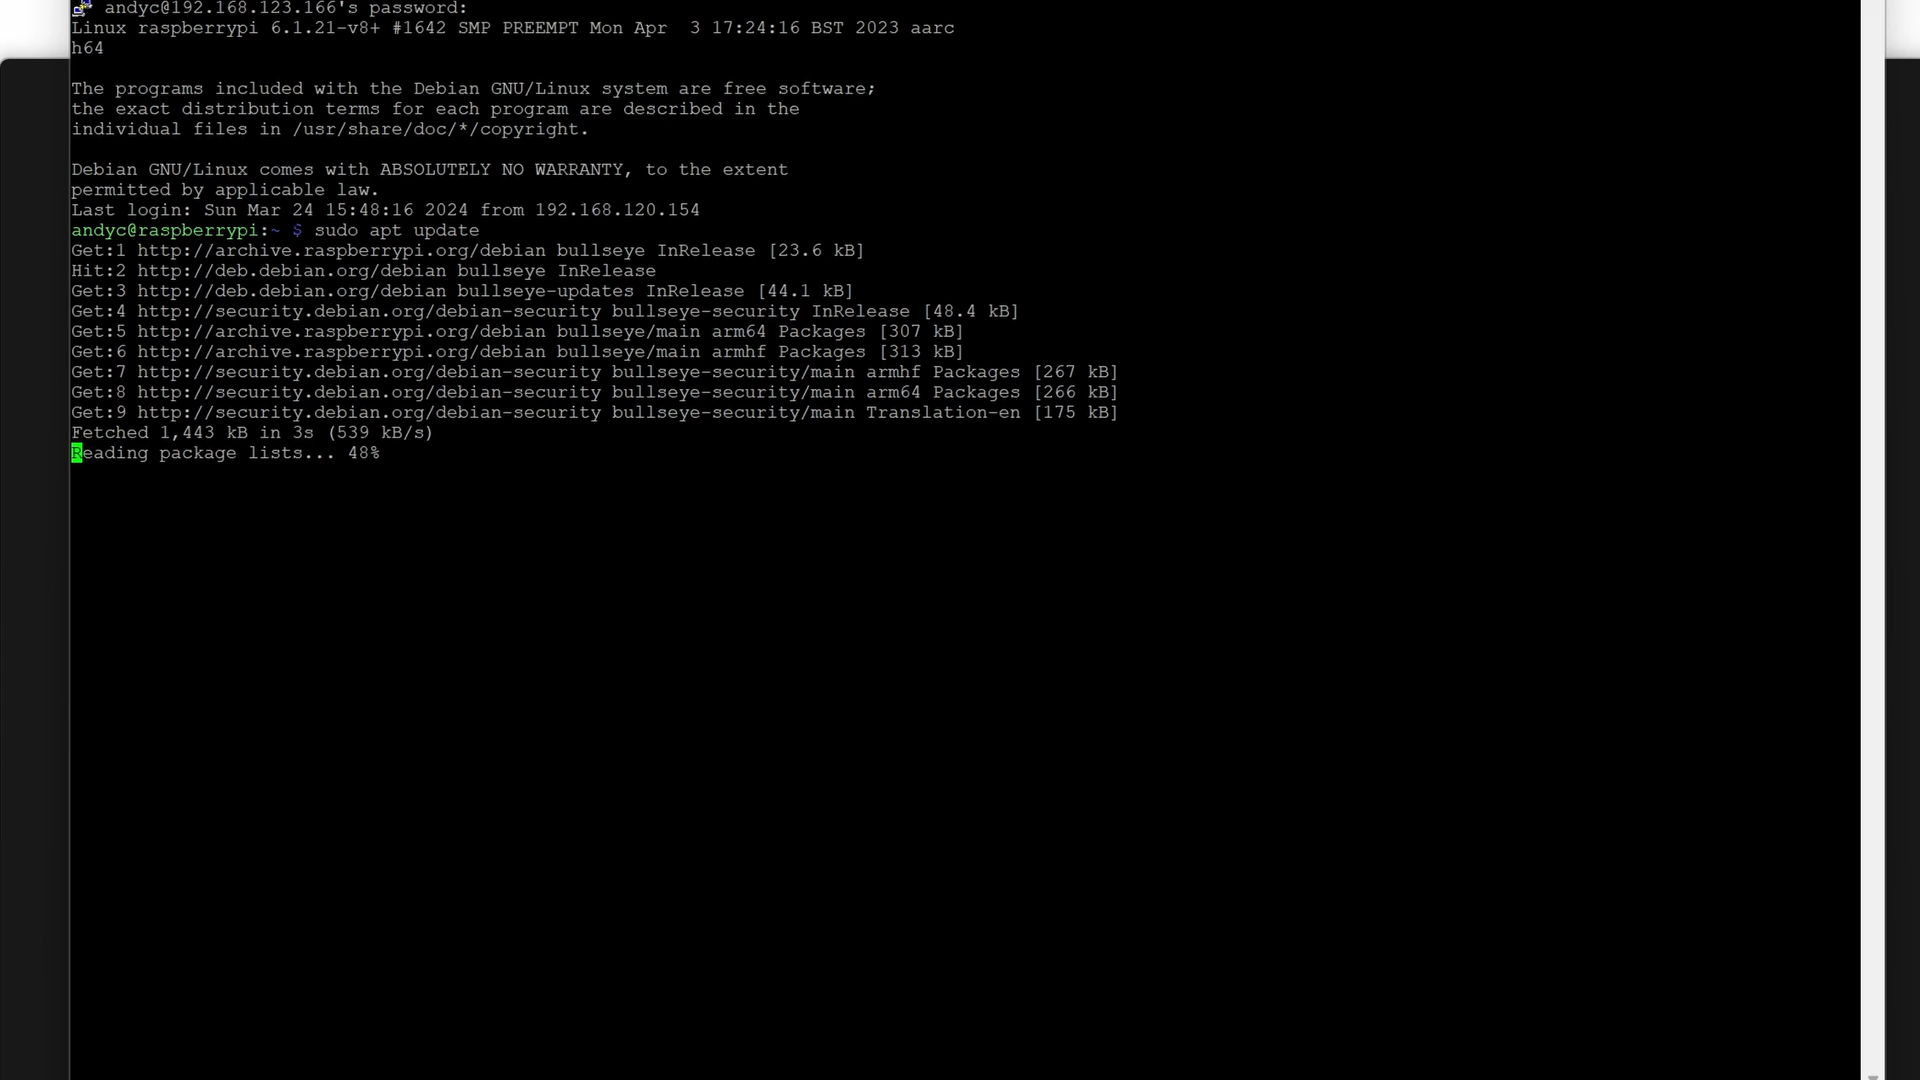 andyc@192.168.123.166's password:
Linux raspberrypi 6.1.21-v8+ #1642 SMP PREEMPT Mon Apr  3 17:24:16 BST 2023 aarc
h64
The programs included with the Debian GNU/Linux system are free software;
the exact distribution terms for each program are described in the
individual files in /usr/share/doc/*/copyright.
Debian GNU/Linux comes with ABSOLUTELY NO WARRANTY, to the extent
permitted by applicable law.
Last login: Sun Mar 24 15:48:16 2024 from 192.168.120.154
andyc@raspberrypi:~ $ sudo apt update
Get:1 http://archive.raspberrypi.org/debian bullseye InRelease [23.6 kB]
Hit:2 http://deb.debian.org/debian bullseye InRelease
Get:3 http://deb.debian.org/debian bullseye-updates InRelease [44.1 kB]
Get:4 http://security.debian.org/debian-security bullseye-security InRelease [48.4 kB]
Get:5 http://archive.raspberrypi.org/debian bullseye/main arm64 Packages [307 kB]
Get:6 http://archive.raspberrypi.org/debian bullseye/main armhf Packages [313 kB]
Get:7 http://security.debian.org/debian-security bullseye-security/main armhf Packages [267 kB]
Get:8 http://security.debian.org/debian-security bullseye-security/main arm64 Packages [266 kB]
Get:9 http://security.debian.org/debian-security bullseye-security/main Translation-en [175 kB]
Fetched 1,443 kB in 3s (539 kB/s)
Reading package lists... 48%